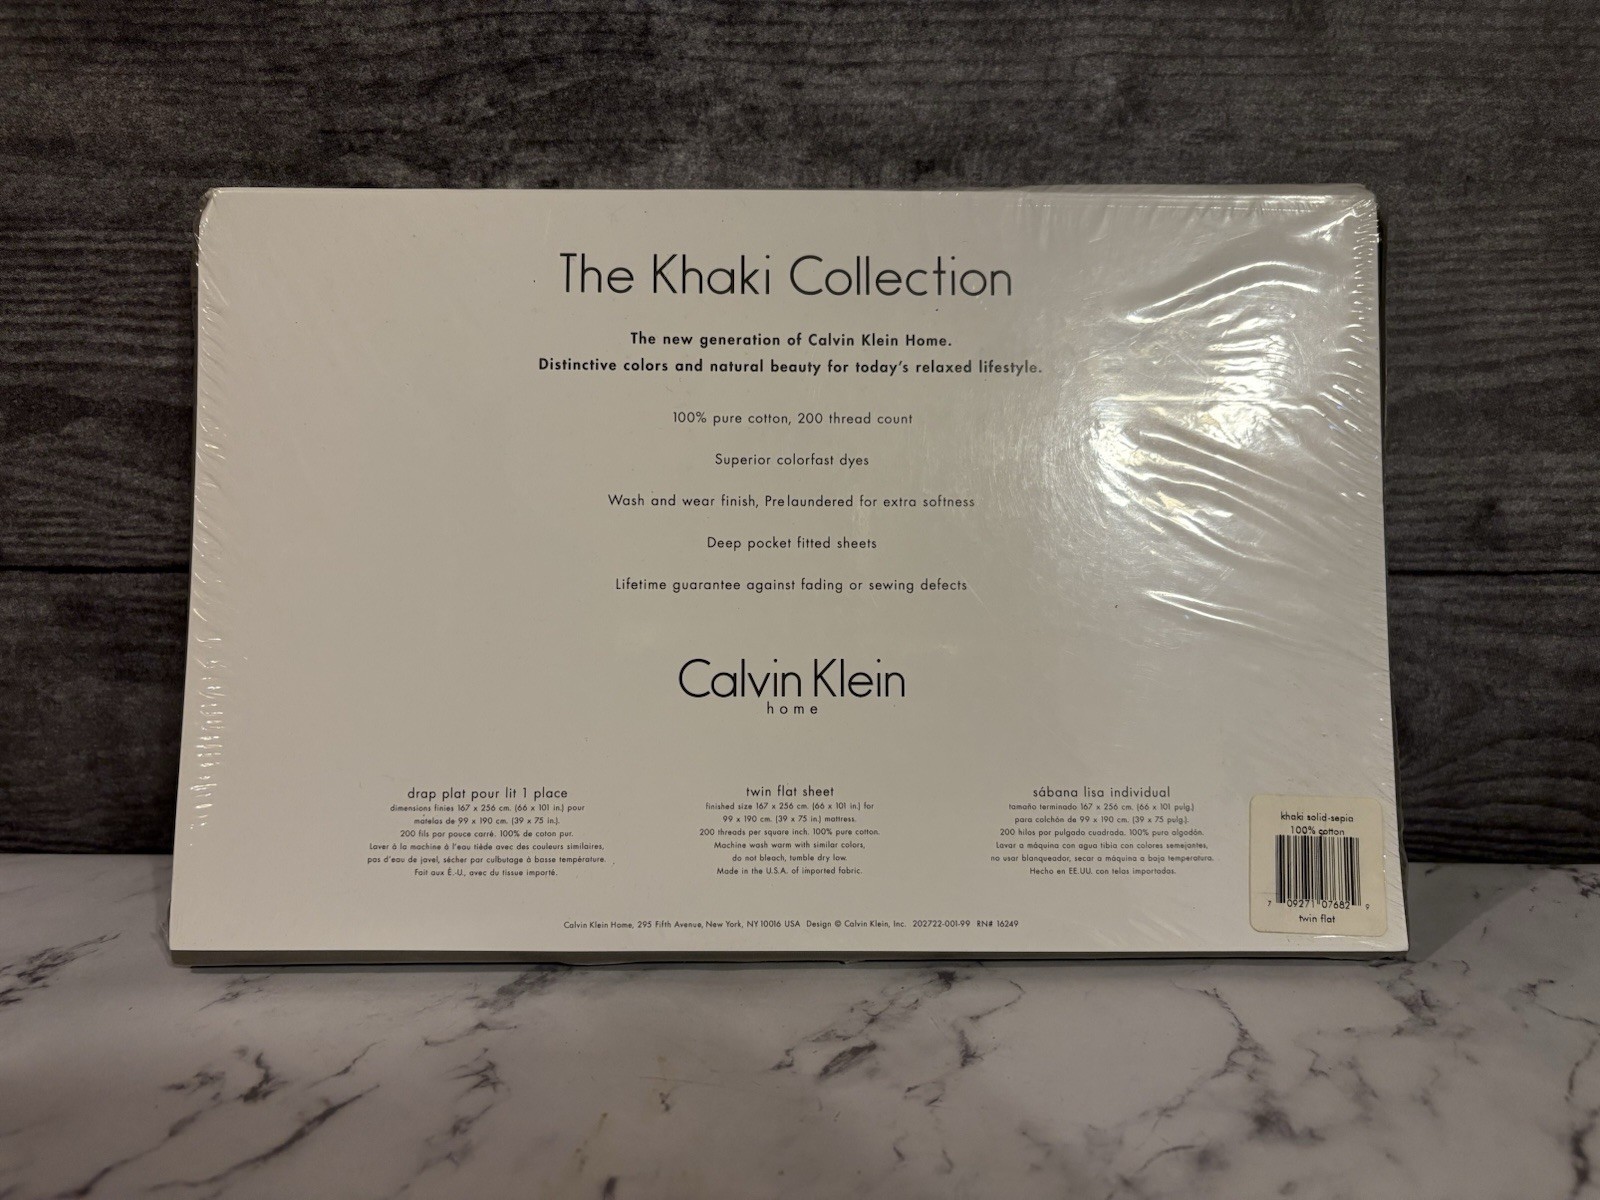 The Khaki Collection
The new generation of Calvin Klein Home.
Distinctive colors and natural beauty for today's relaxed lifestyle.
100% pure cotton, 200 thread count
Superior colorfast dyes
Wash and wear finish, Prelaundered for extra softness
Deep pocket fitted sheets
Lifetime guarantee against fading or sewing defects
Calvin Klein
home
drap plat pour lit 1 place
dimensions finies 167 x 256 cm. (66 x 101 in.) pour
matelas de 99 x 190 cm. (39 x 75 in.).
200 fils par pouce carré. 100% de coton pur.
Laver à la machine à l'eau tiède avec des couleurs similaires,
pas d'eau de javel, sécher par culbutage à basse température.
Fait aux É.-U., avec du tissue importé.
twin flat sheet
finished size 167 x 256 cm. (66 x 101 in.) for
99 x 190 cm. (39 x 75 in.) mattress.
200 threads per square inch. 100% pure cotton.
Machine wash warm with similar colors,
do not bleach, tumble dry low.
Made in the U.S.A. of imported fabric.
sábana lisa individual
tamaño terminado 167 x 256 cm. (66 x 101 pulg.)
para colchón de 99 x 190 cm. (39 x 75 pulg.).
200 hilos por pulgada cuadrada. 100% puro algodón.
Lavar a máquina con agua tibia con colores semejantes,
no usar blanqueador, secar a máquina a baja temperatura.
Hecho en EE.UU. con telas importadas.
khaki solid-sepia
100% cotton
7 09271 07682 9
twin flat
Calvin Klein Home, 295 Fifth Avenue, New York, NY 10016 USA Design © Calvin Klein, Inc. 202722-001-99 RN# 16249